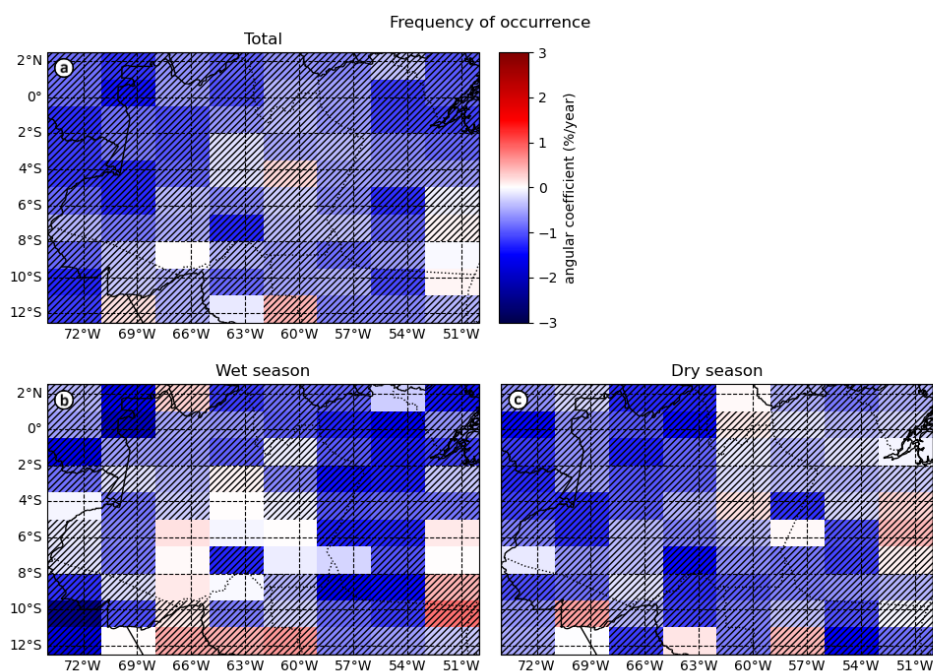 Frequency of occurrence
Total
a
2°N
0°
2°S
4°S
6°S
8°S
10°S
12°S
72°W 69°W 66°W 63°W 60°W 57°W 54°W 51°W
3
2
1
0
−1
−2
−3
angular coefficient (%/year)
Wet season
b
2°N
0°
2°S
4°S
6°S
8°S
10°S
12°S
72°W 69°W 66°W 63°W 60°W 57°W 54°W 51°W
Dry season
c
72°W 69°W 66°W 63°W 60°W 57°W 54°W 51°W